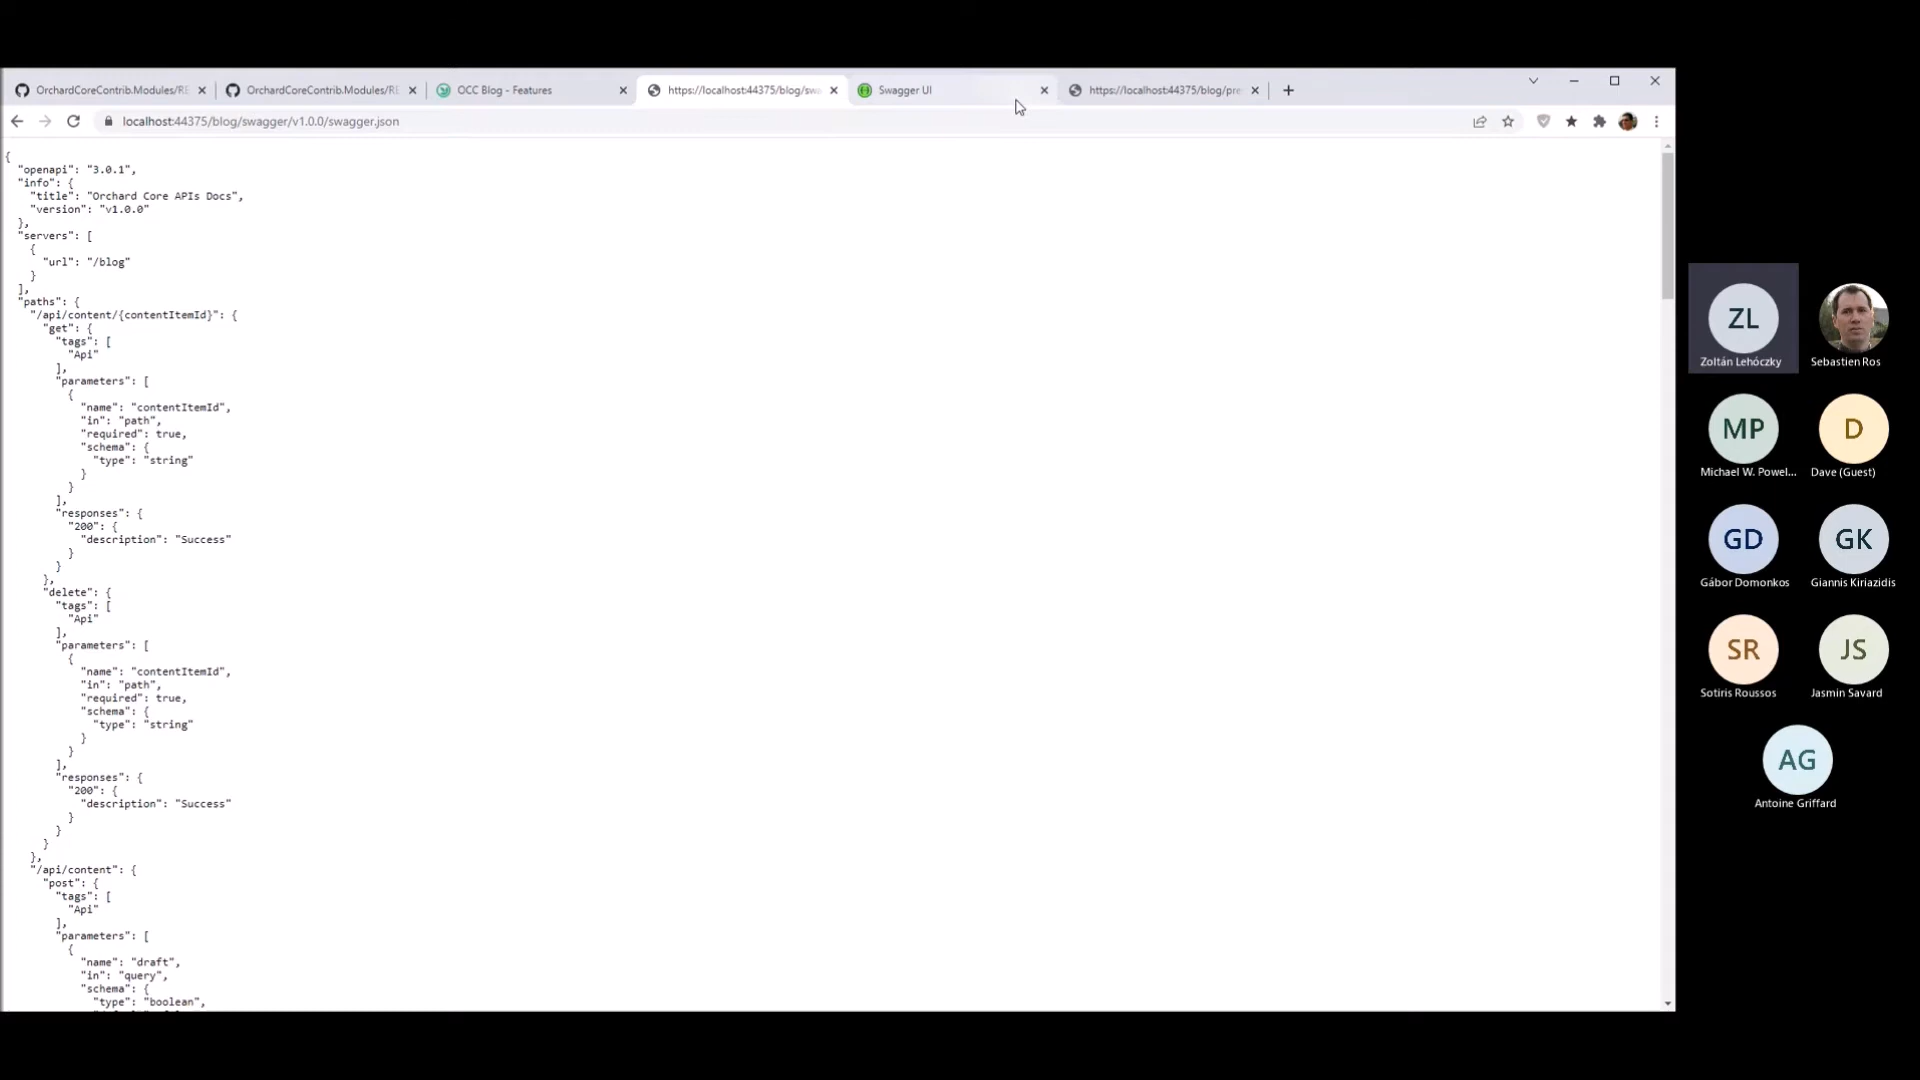 OrchardCoreContrib.Modules/RE
OrchardCoreContrib.Modules/RE
OCC Blog - Features
https://localhost:44375/blog/swa
Swagger UI
https://localhost:44375/blog/pre
localhost:44375/blog/swagger/v1.0.0/swagger.json
{
"openapi": "3.0.1",
"info": {
"title": "Orchard Core APIs Docs",
"version": "v1.0.0"
},
"servers": [
{
"url": "/blog"
}
],
"paths": {
"/api/content/{contentItemId}": {
"get": {
"tags": [
"Api"
],
"parameters": [
{
"name": "contentItemId",
"in": "path",
"required": true,
"schema": {
"type": "string"
}
}
],
"responses": {
"200": {
"description": "Success"
}
}
},
"delete": {
"tags": [
"Api"
],
"parameters": [
{
"name": "contentItemId",
"in": "path",
"required": true,
"schema": {
"type": "string"
}
}
],
"responses": {
"200": {
"description": "Success"
}
}
}
},
"/api/content": {
"post": {
"tags": [
"Api"
],
"parameters": [
{
"name": "draft",
"in": "query",
"schema": {
"type": "boolean",
ZL
Zoltán Lehóczky
Sebastien Ros
MP
Michael W. Powel...
D
Dave (Guest)
GD
Gábor Domonkos
GK
Giannis Kiriazidis
SR
Sotiris Roussos
JS
Jasmin Savard
AG
Antoine Griffard